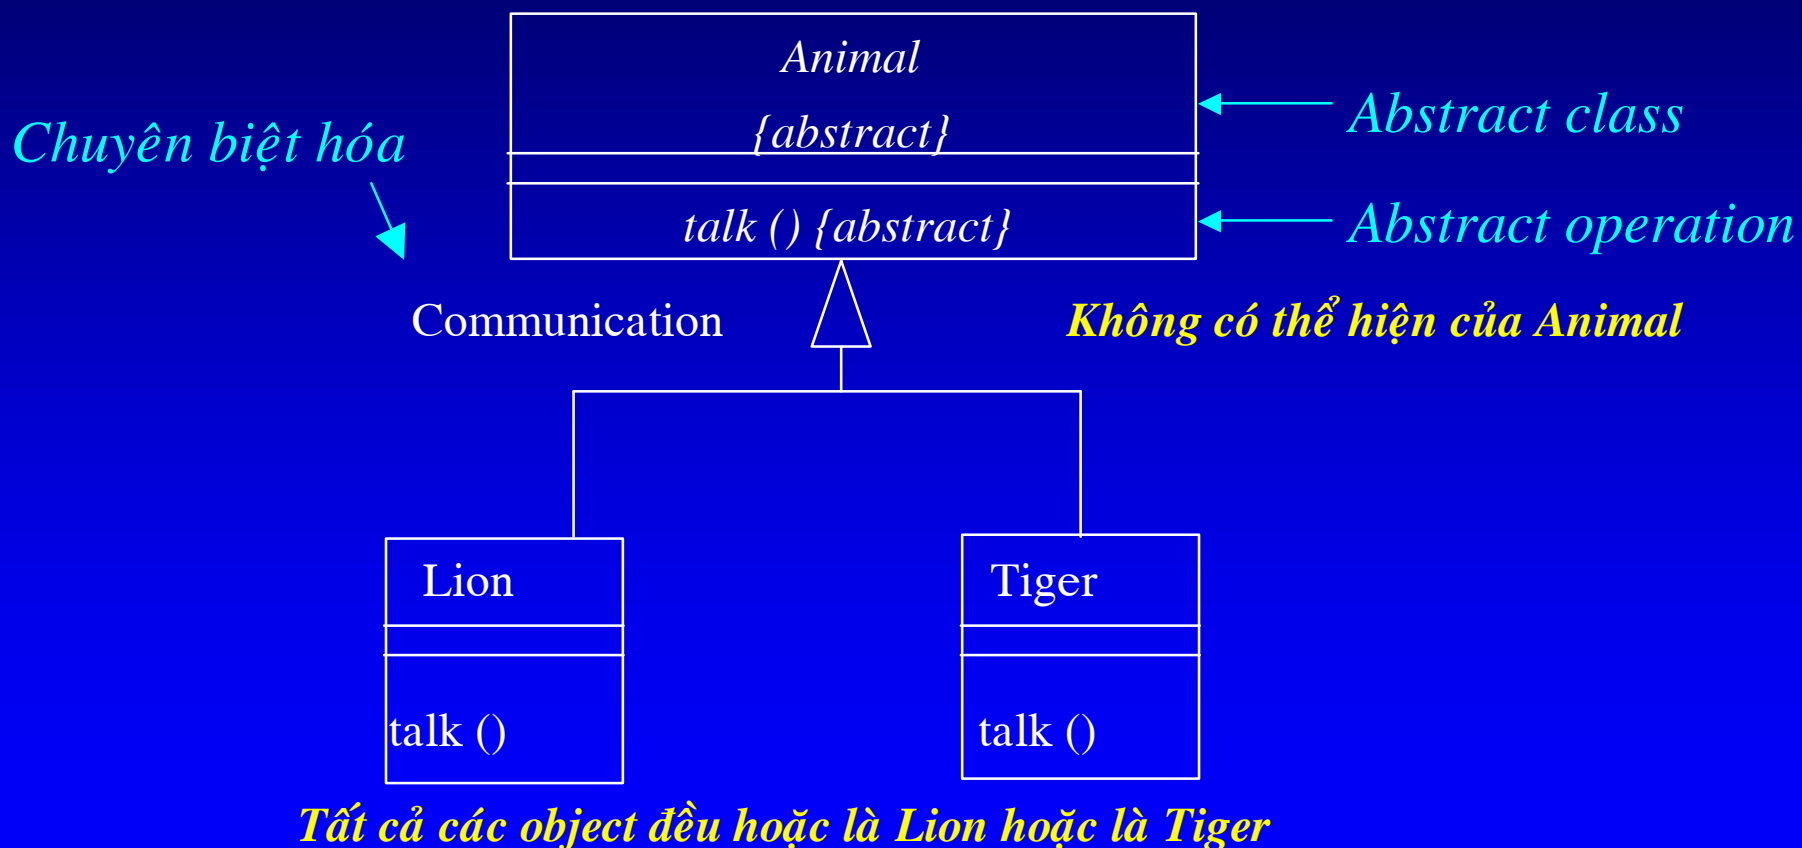 Animal
{abstract}
Abstract class
Chuyên biệt hóa
talk () {abstract}
Abstract operation
Communication
Không có thể hiện của Animal
Lion
Tiger
talk ()
talk ()
Tất cả các object đều hoặc là Lion hoặc là Tiger